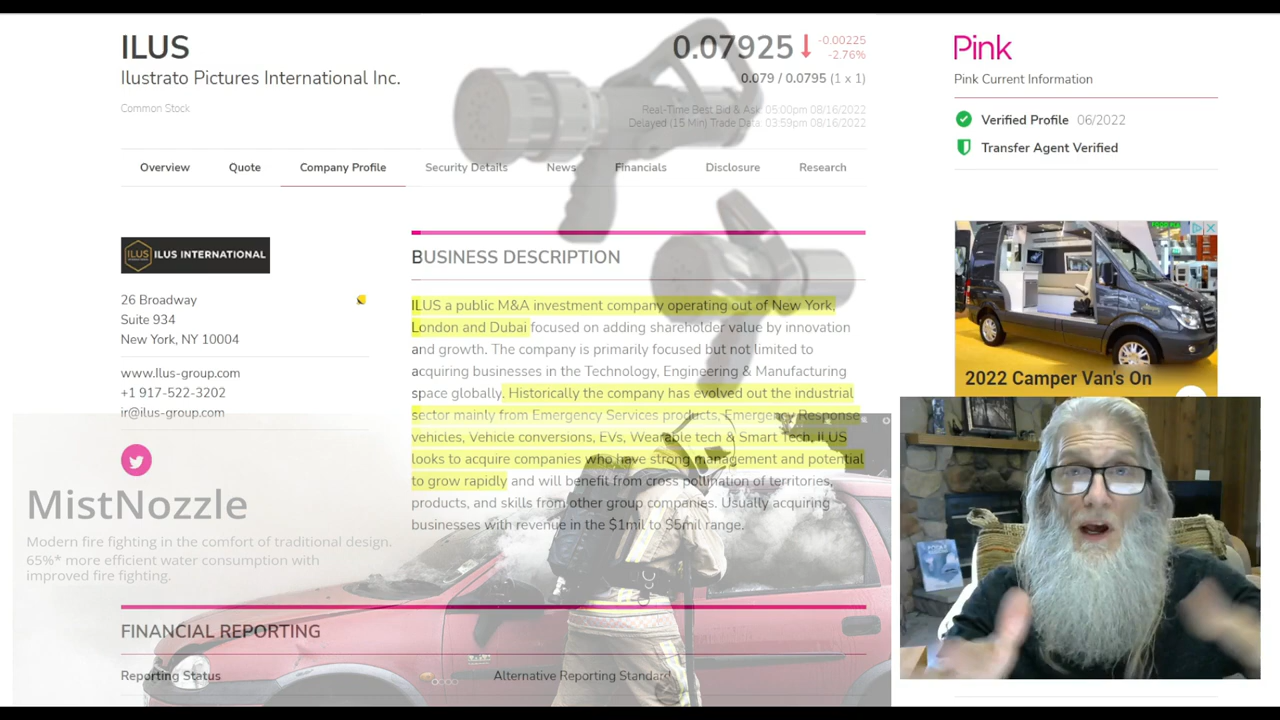 ILUS
Ilustrato Pictures International Inc.
Common Stock
0.07925
-0.00225
-2.76%
0.079 / 0.0795 (1 x 1)
Real-Time Best Bid & Ask: 05:00pm 08/16/2022
Delayed (15 Min) Trade Data: 03:59pm 08/16/2022
Pink
Pink Current Information
Verified Profile 06/2022
Transfer Agent Verified
Overview Quote Company Profile Security Details News Financials Disclosure Research
ILUS ILUS INTERNATIONAL
26 Broadway
Suite 934
New York, NY 10004
www.Ilus-group.com
+1 917-522-3202
ir@ilus-group.com
BUSINESS DESCRIPTION
ILUS a public M&A investment company operating out of New York,
London and Dubai focused on adding shareholder value by innovation
and growth. The company is primarily focused but not limited to
acquiring businesses in the Technology, Engineering & Manufacturing
space globally. Historically the company has evolved out the industrial
sector mainly from Emergency Services products, Emergency Response
vehicles, Vehicle conversions, EVs, Wearable tech & Smart Tech, ILUS
looks to acquire companies who have strong management and potential
to grow rapidly and will benefit from cross pollination of territories,
products, and skills from other group companies. Usually acquiring
businesses with revenue in the $1mil to $5mil range.
2022 Camper Van's On
MistNozzle
Modern fire fighting in the comfort of traditional design.
65%* more efficient water consumption with
improved fire fighting.
FINANCIAL REPORTING
Reporting Status Alternative Reporting Standard